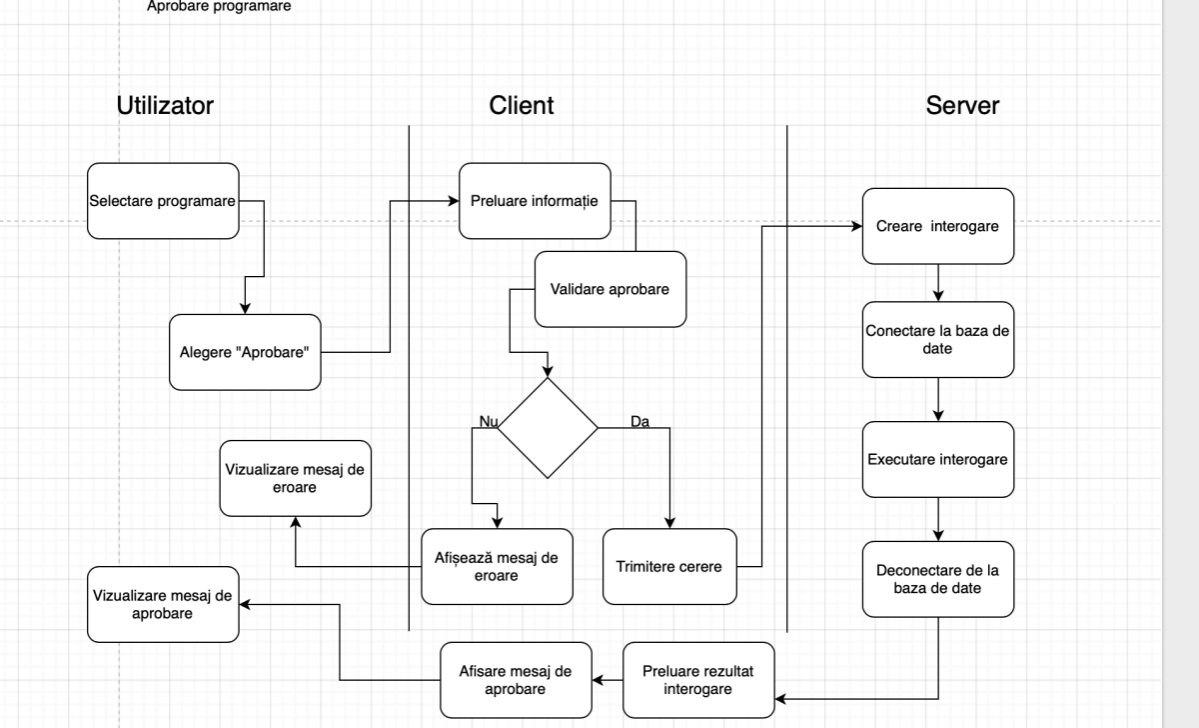 Aprobare programare
Utilizator
Client
Server
Selectare programare
Preluare informație
Creare interogare
Validare aprobare
Conectare la baza de
date
Alegere "Aprobare"
Nu
Da
Vizualizare mesaj de
eroare
Executare interogare
Afișează mesaj de
eroare
Trimitere cerere
Deconectare de la
baza de date
Vizualizare mesaj de
aprobare
Afisare mesaj de
aprobare
Preluare rezultat
interogare